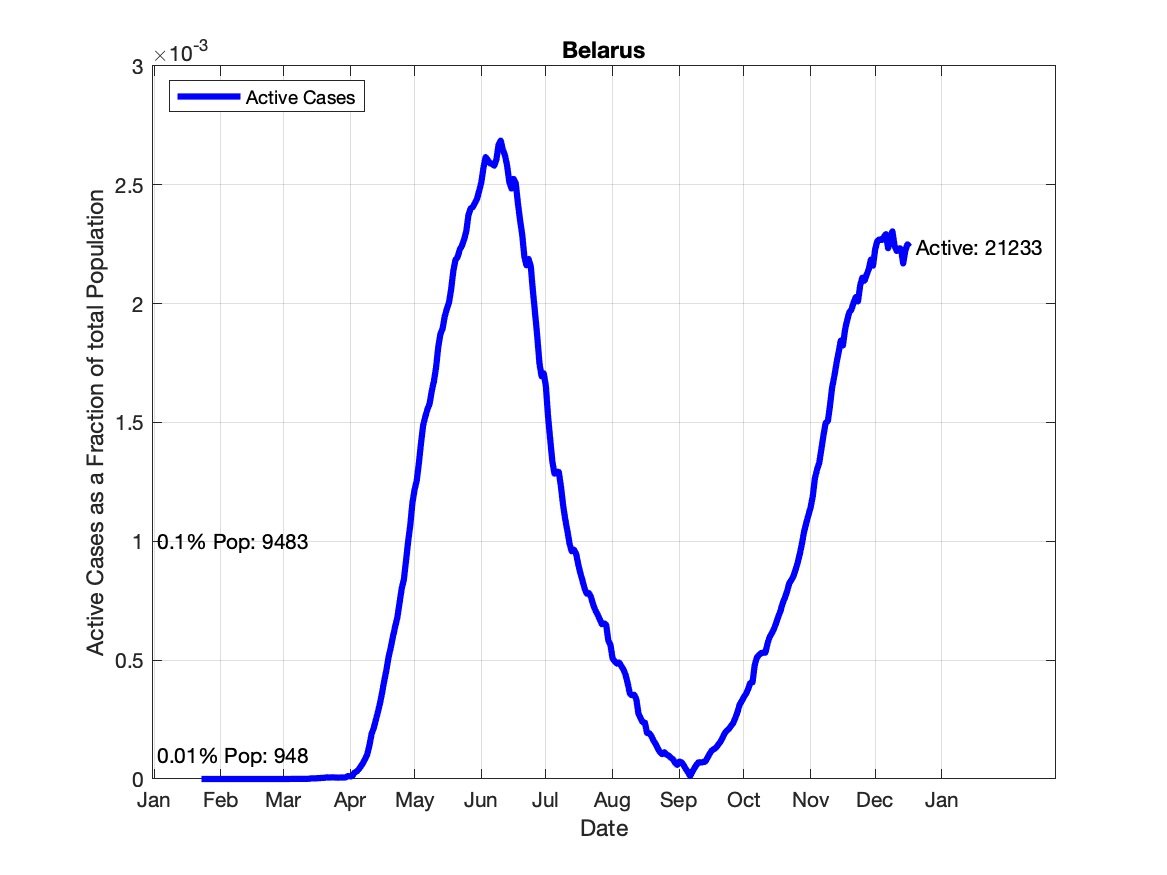 Belarus
×10-3
3
2.5
2
1.5
1
0.5
0
Active Cases
Active: 21233
0.1% Pop: 9483
0.01% Pop: 948
Active Cases as a Fraction of total Population
Jan Feb Mar Apr May Jun Jul Aug Sep Oct Nov Dec Jan
Date